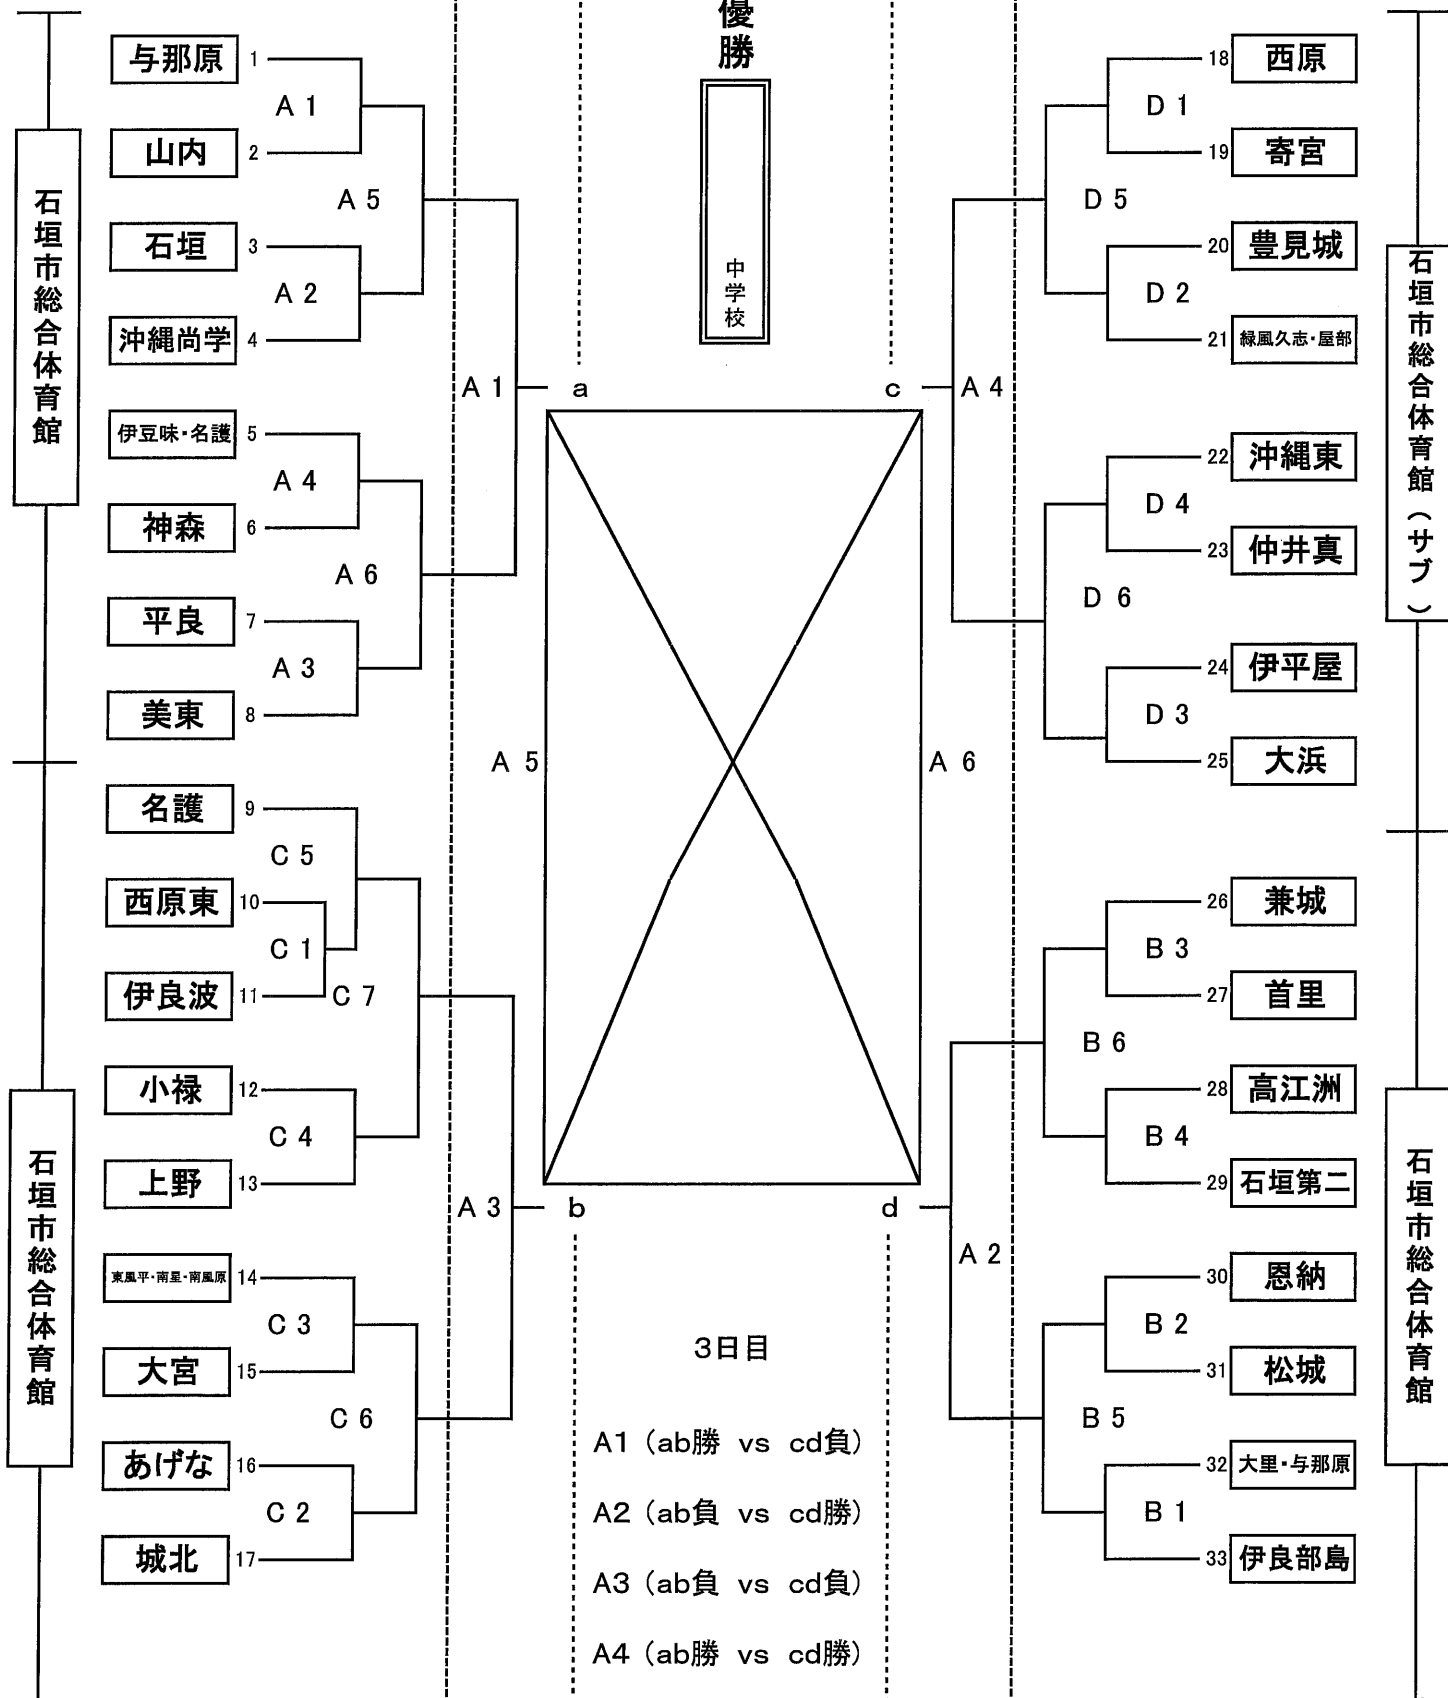 優勝
中学校
石垣市総合体育館
与那原 1
A 1
山内 2
A 5
石垣 3
A 2
沖縄尚学 4
A 1
伊豆味・名護 5
A 4
神森 6
A 6
平良 7
A 3
美東 8
石垣市総合体育館
名護 9
C 5
西原東 10
C 1
伊良波 11
C 7
小禄 12
C 4
上野 13
A 3
東風平・南星・南風原 14
C 3
大宮 15
C 6
あげな 16
C 2
城北 17
a
c
A 5
A 6
b
d
3日目
A1（ab勝 vs cd負）
A2（ab負 vs cd勝）
A3（ab負 vs cd負）
A4（ab勝 vs cd勝）
石垣市総合体育館（サブ）
18 西原
D 1
19 寄宮
D 5
20 豊見城
D 2
21 緑風久志・屋部
A 4
22 沖縄東
D 4
23 仲井真
D 6
24 伊平屋
D 3
25 大浜
石垣市総合体育館
26 兼城
B 3
27 首里
B 6
28 高江洲
B 4
29 石垣第二
A 2
30 恩納
B 2
31 松城
B 5
32 大里・与那原
B 1
33 伊良部島